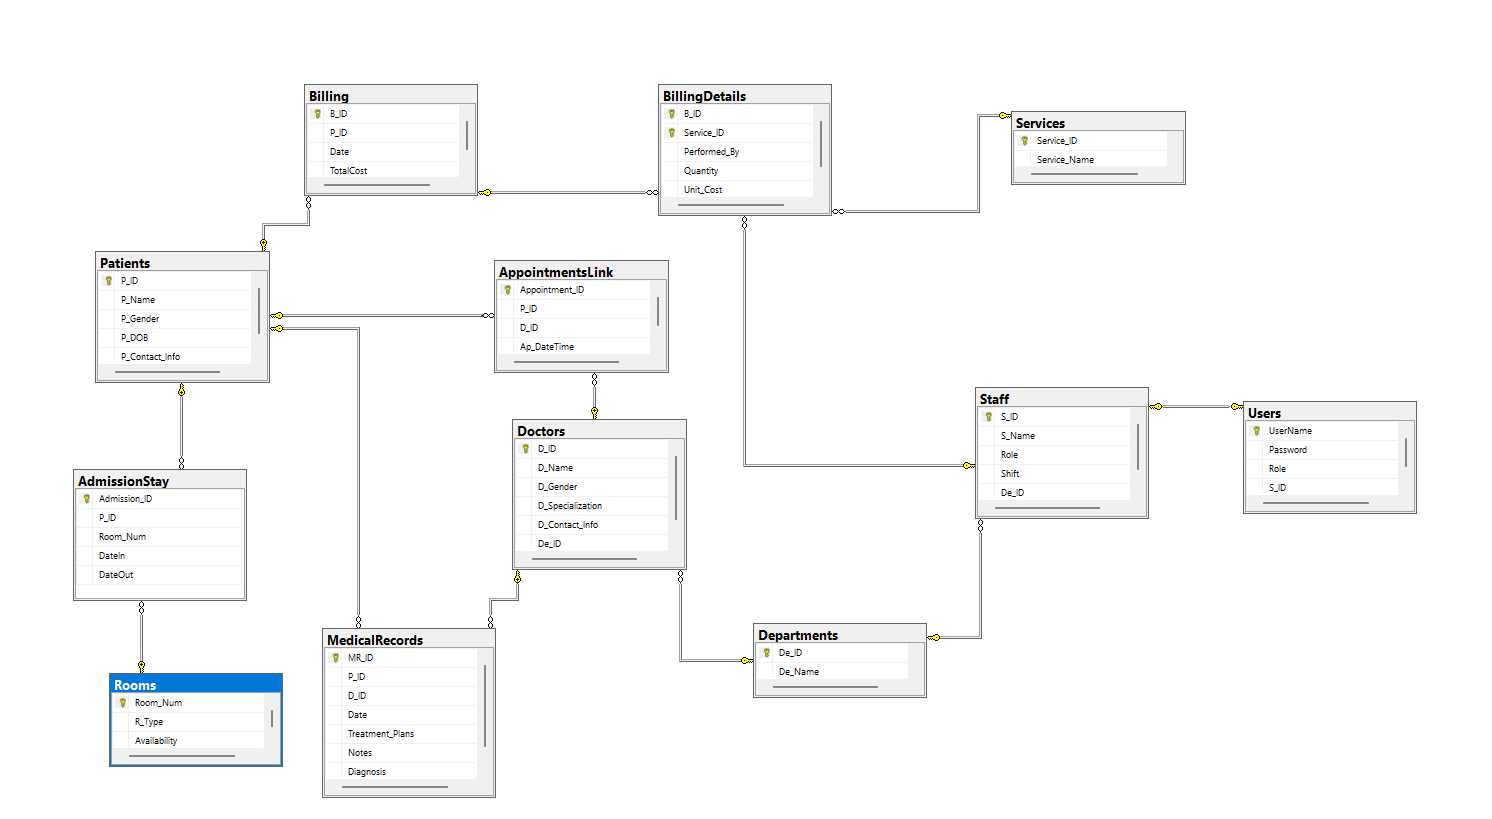 Billing
B_ID
P_ID
Date
TotalCost
BillingDetails
B_ID
Service_ID
Performed_By
Quantity
Unit_Cost
Services
Service_ID
Service_Name
Patients
P_ID
P_Name
P_Gender
P_DOB
P_Contact_Info
AppointmentsLink
Appointment_ID
P_ID
D_ID
Ap_DateTime
Staff
S_ID
S_Name
Role
Shift
De_ID
Users
UserName
Password
Role
S_ID
Doctors
D_ID
D_Name
D_Gender
D_Specialization
D_Contact_Info
De_ID
AdmissionStay
Admission_ID
P_ID
Room_Num
DateIn
DateOut
MedicalRecords
MR_ID
P_ID
D_ID
Date
Treatment_Plans
Notes
Diagnosis
Departments
De_ID
De_Name
Rooms
Room_Num
R_Type
Availability